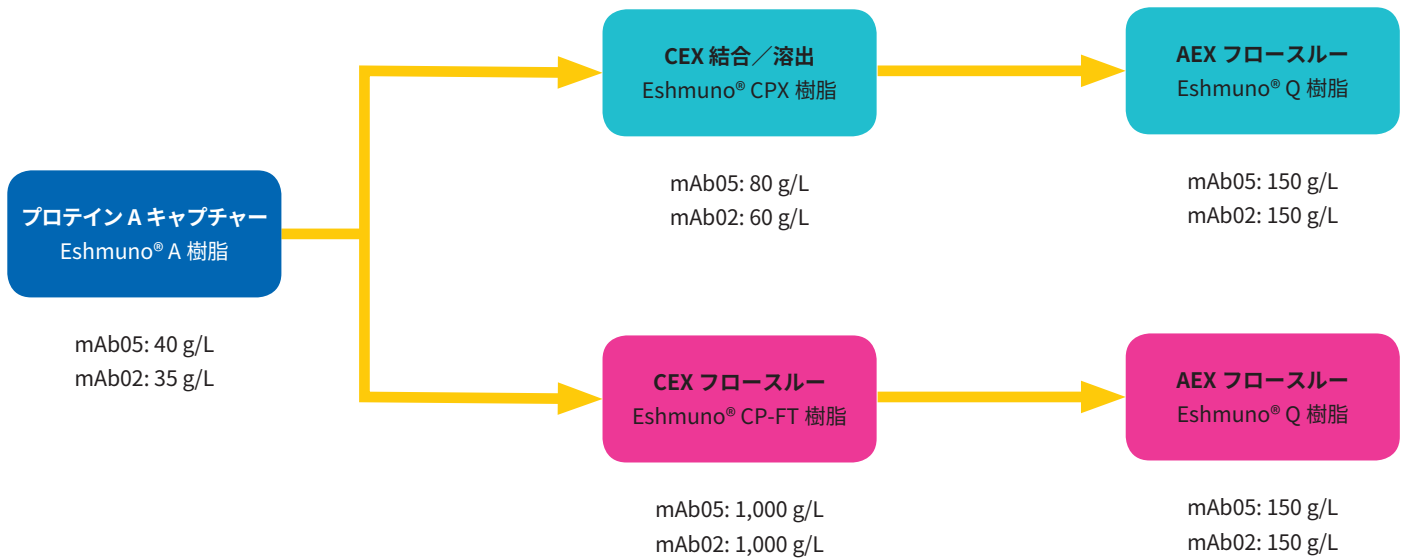 プロテイン A キャプチャー
Eshmuno® A 樹脂
mAb05: 40 g/L
mAb02: 35 g/L
CEX 結合／溶出
Eshmuno® CPX 樹脂
mAb05: 80 g/L
mAb02: 60 g/L
AEX フロースルー
Eshmuno® Q 樹脂
mAb05: 150 g/L
mAb02: 150 g/L
CEX フロースルー
Eshmuno® CP-FT 樹脂
mAb05: 1,000 g/L
mAb02: 1,000 g/L
AEX フロースルー
Eshmuno® Q 樹脂
mAb05: 150 g/L
mAb02: 150 g/L